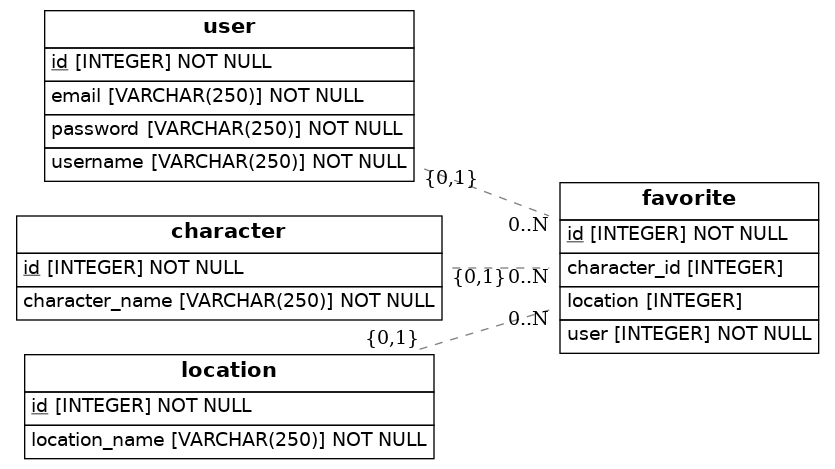 user
id [INTEGER] NOT NULL
email [VARCHAR(250)] NOT NULL
password [VARCHAR(250)] NOT NULL
username [VARCHAR(250)] NOT NULL
{0,1}
0..N
favorite
id [INTEGER] NOT NULL
character_id [INTEGER]
location [INTEGER]
user [INTEGER] NOT NULL
character
id [INTEGER] NOT NULL
character_name [VARCHAR(250)] NOT NULL
{0,1}
0..N
{0,1}
0..N
location
id [INTEGER] NOT NULL
location_name [VARCHAR(250)] NOT NULL